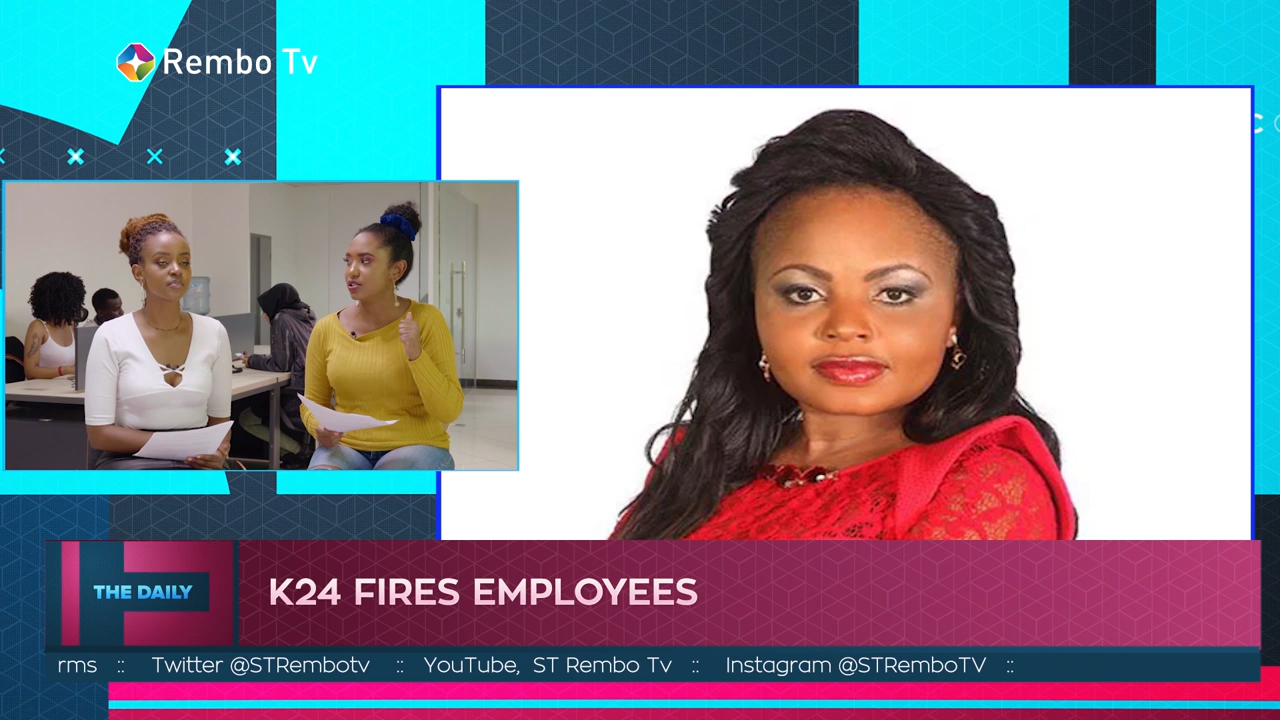 Rembo Tv
THE DAILY
K24 FIRES EMPLOYEES
rms :: Twitter @STRembotv :: YouTube, ST Rembo Tv :: Instagram @STRemboTV ::